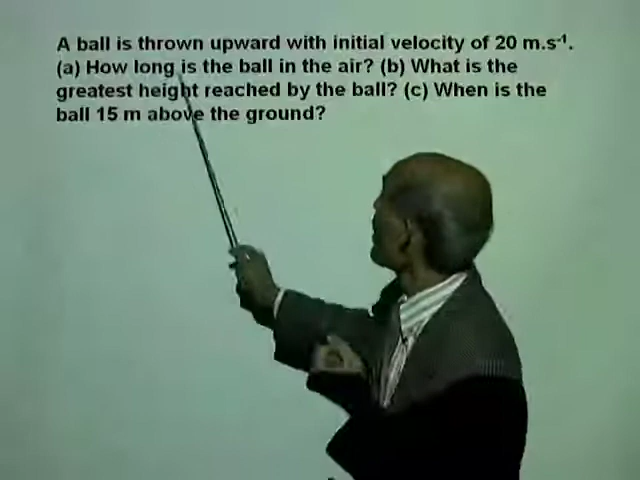 A ball is thrown upward with initial velocity of 20 m.s⁻¹.
(a) How long is the ball in the air? (b) What is the
greatest height reached by the ball? (c) When is the
ball 15 m above the ground?